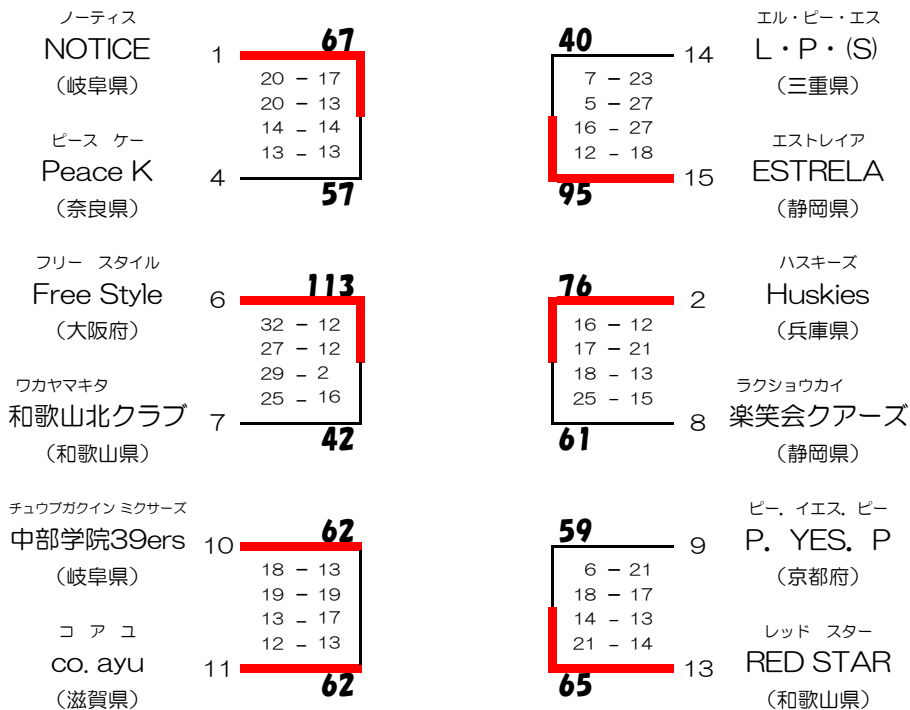 ノーティス
NOTICE
（岐阜県）
1
67
20 – 17
20 – 13
14 – 14
13 – 13
ピース ケー
Peace K
（奈良県）
4
57
エル・ピー・エス
L・P・(S)
（三重県）
14
40
7 – 23
5 – 27
16 – 27
12 – 18
エストレイア
ESTRELA
（静岡県）
15
95
フリー スタイル
Free Style
（大阪府）
6
113
32 – 12
27 – 12
29 – 2
25 – 16
ワカヤマキタ
和歌山北クラブ
（和歌山県）
7
42
ハスキーズ
Huskies
（兵庫県）
2
76
16 – 12
17 – 21
18 – 13
25 – 15
ラクショウカイ
楽笑会クアーズ
（静岡県）
8
61
チュウブガクイン ミクサーズ
中部学院39ers
（岐阜県）
10
62
18 – 13
19 – 19
13 – 17
12 – 13
コ ア ユ
co. ayu
（滋賀県）
11
62
ピー．イエス．ピー
P．YES．P
（京都府）
9
59
6 – 21
18 – 17
14 – 13
21 – 14
レッド スター
RED STAR
（和歌山県）
13
65